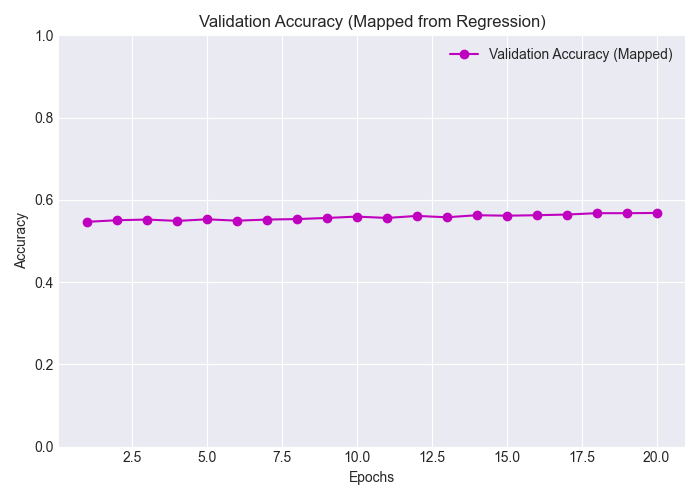 Validation Accuracy (Mapped from Regression)
Validation Accuracy (Mapped)
1.0
0.8
0.6
0.4
0.2
0.0
Accuracy
2.5 5.0 7.5 10.0 12.5 15.0 17.5 20.0
Epochs